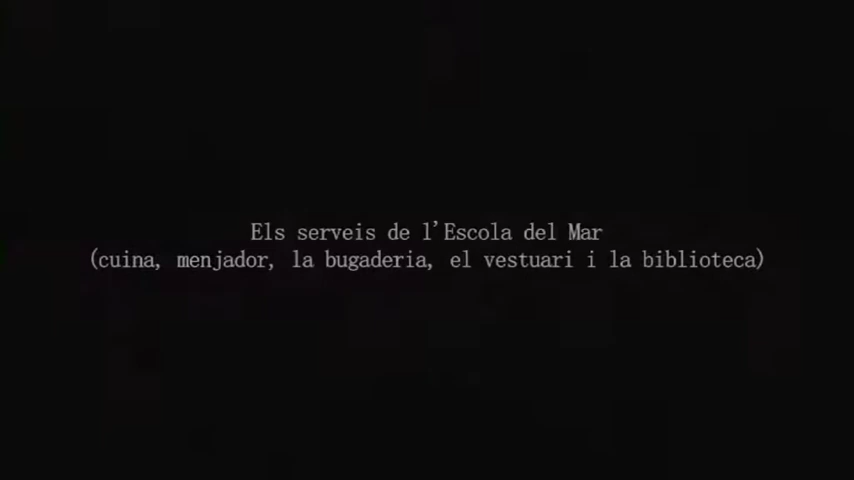 Els serveis de l'Escola del Mar
(cuina, menjador, la bugaderia, el vestuari i la biblioteca)